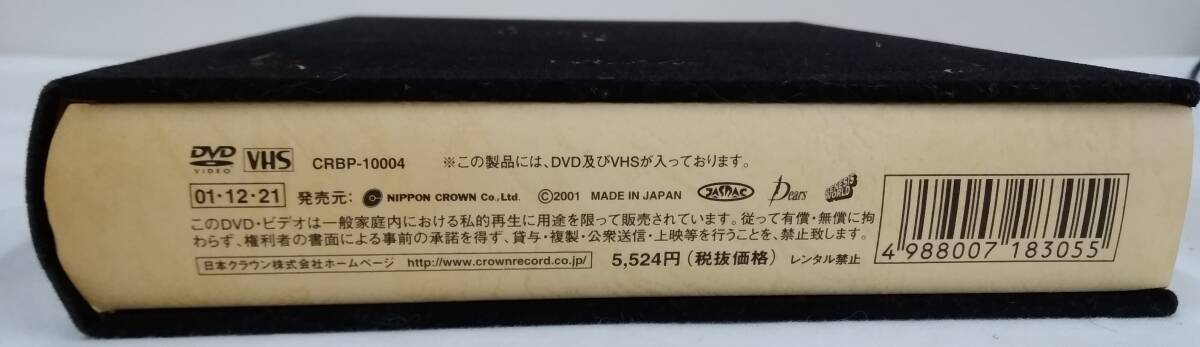 DVD VIDEO VHS CRBP-10004 ※この製品には、DVD及びVHSが入っております。
01・12・21 発売元: NIPPON CROWN Co.,Ltd. ©2001 MADE IN JAPAN JASRAC Dears GENESIS WORLD
このDVD・ビデオは一般家庭内における私的再生に用途を限って販売されています。従って有償・無償に拘
わらず、権利者の書面による事前の承諾を得ず、貸与・複製・公衆送信・上映等を行うことを、禁止致します。
日本クラウン株式会社ホームページ http://www.crownrecord.co.jp/ 5,524円(税抜価格) レンタル禁止
4 988007 183055